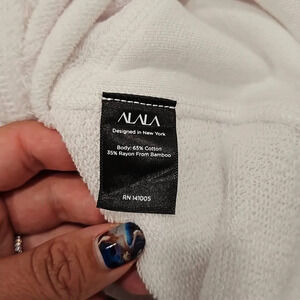 ALALA
Designed in New York
Body: 65% Cotton
35% Rayon From Bamboo
RN 141005